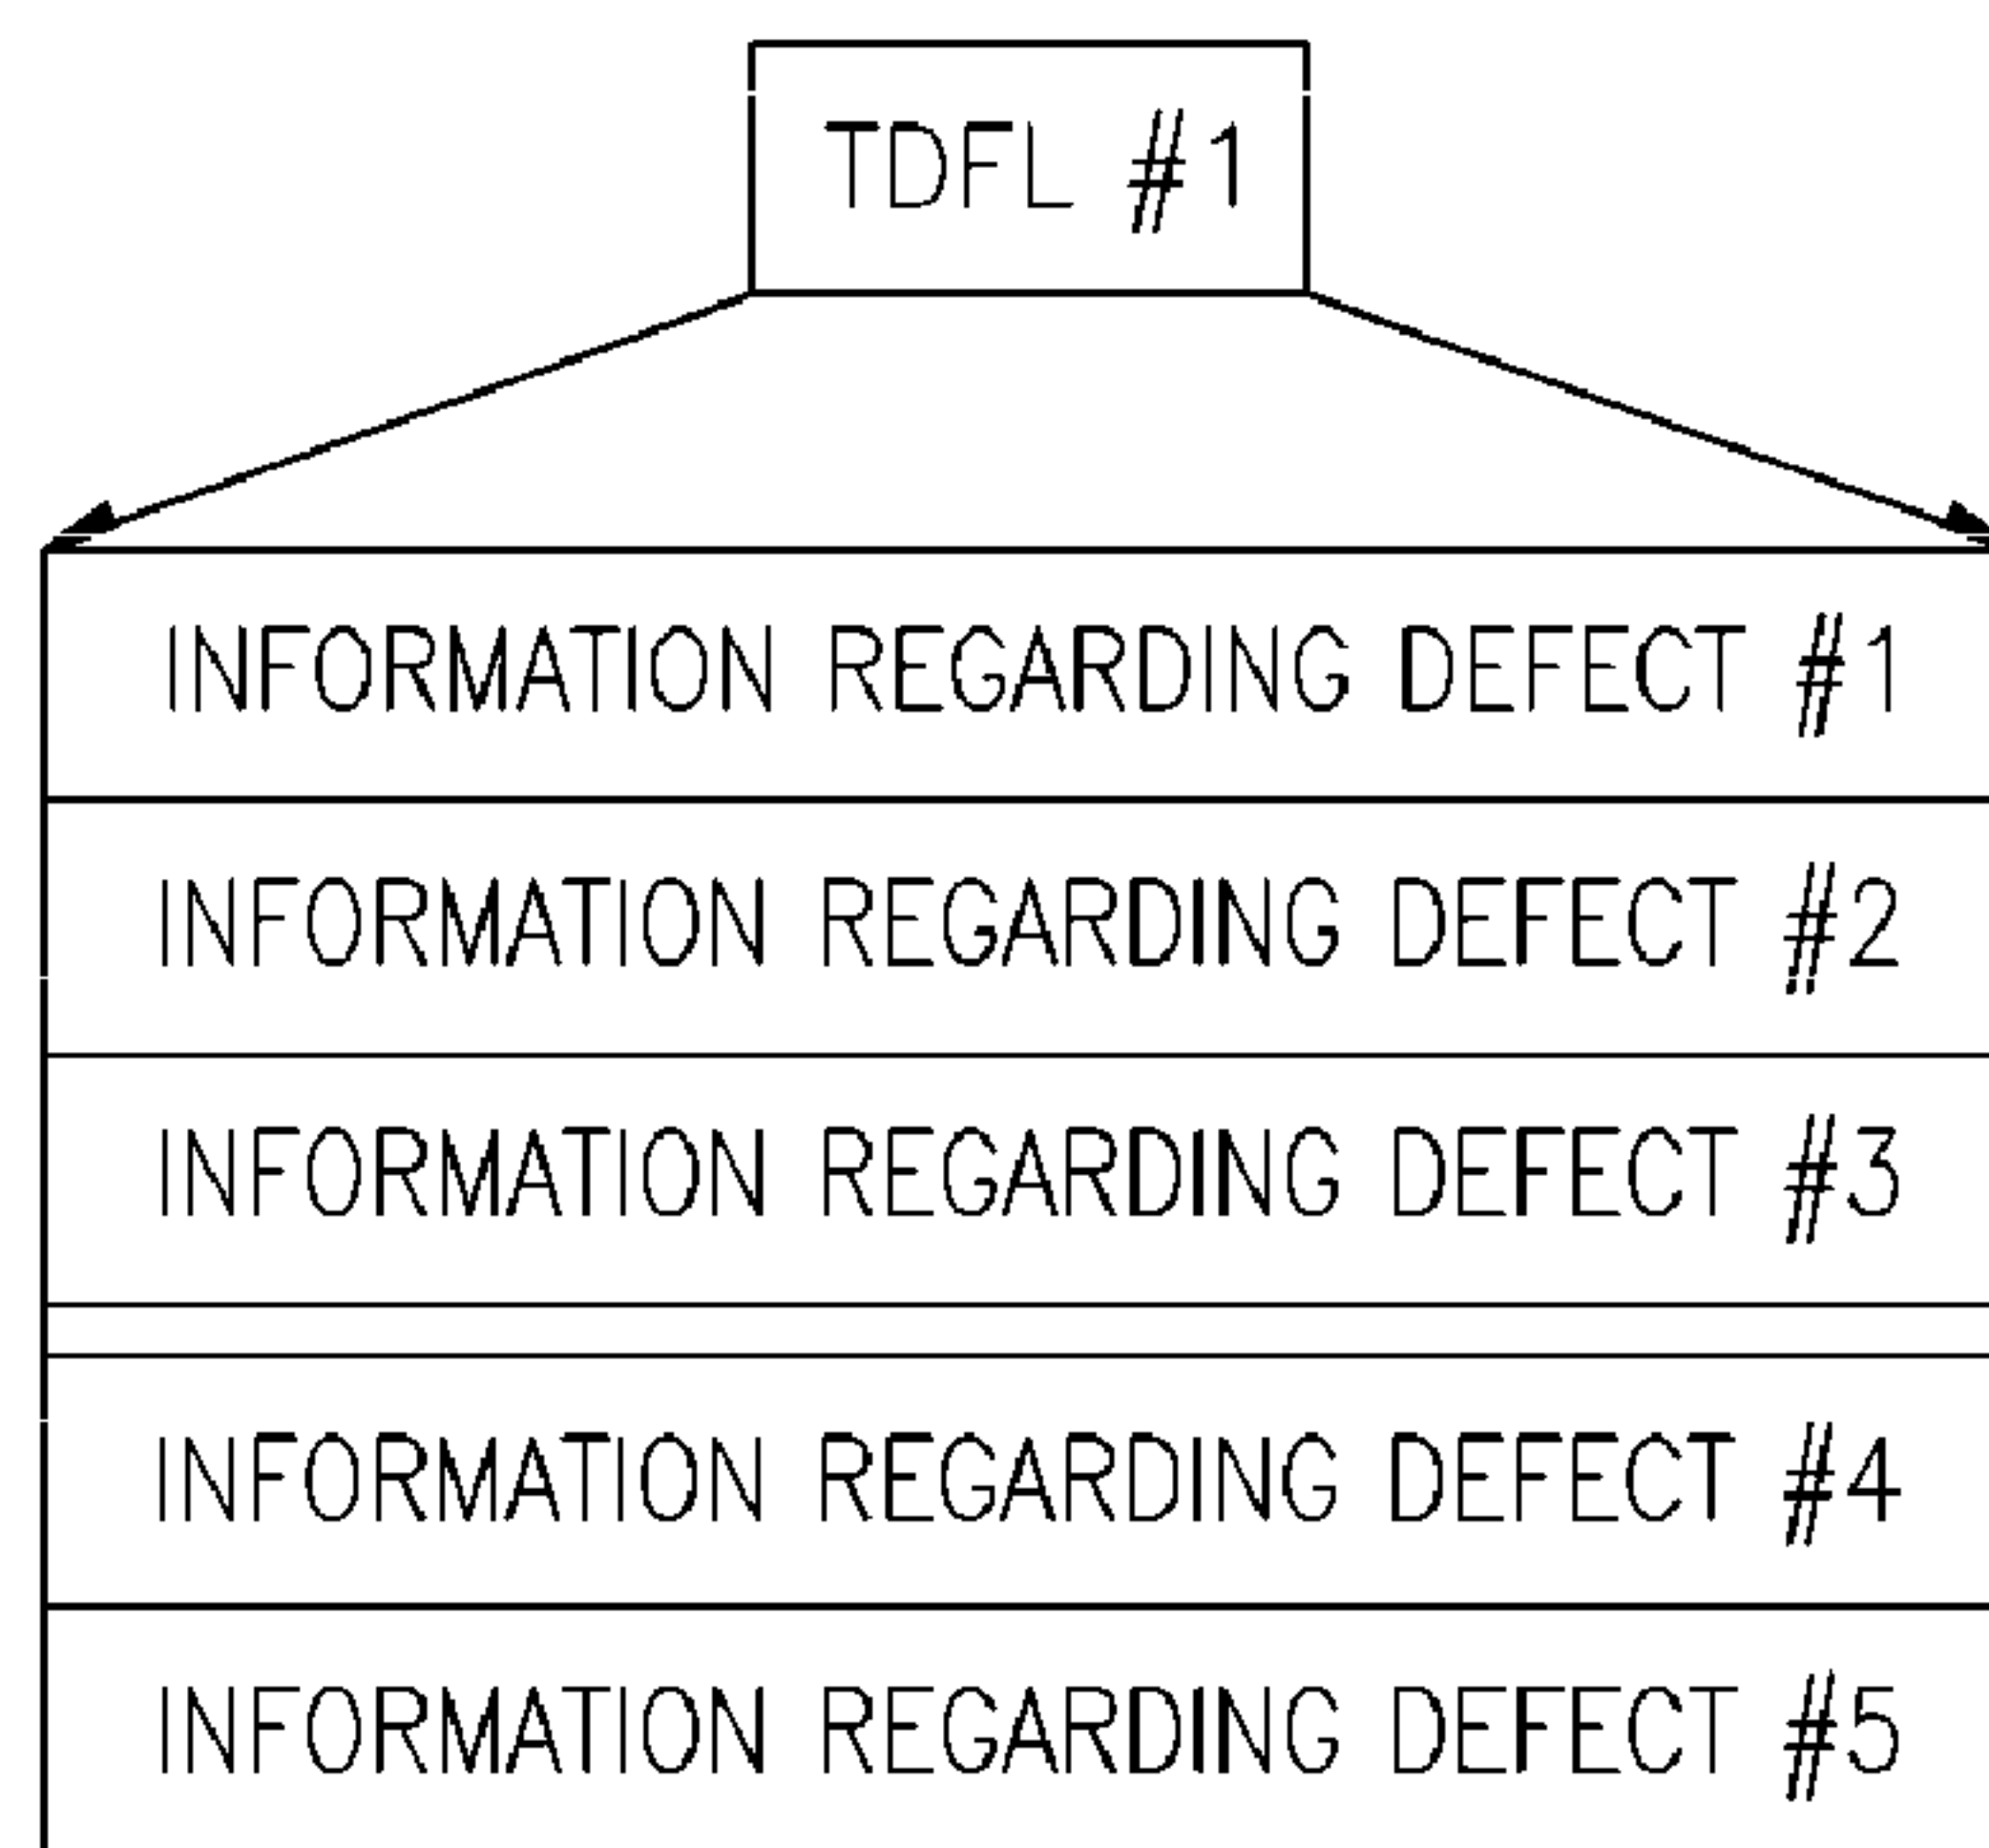 TDFL #1
INFORMATION REGARDING DEFECT #1
INFORMATION REGARDING DEFECT #2
INFORMATION REGARDING DEFECT #3
INFORMATION REGARDING DEFECT #4
INFORMATION REGARDING DEFECT #5